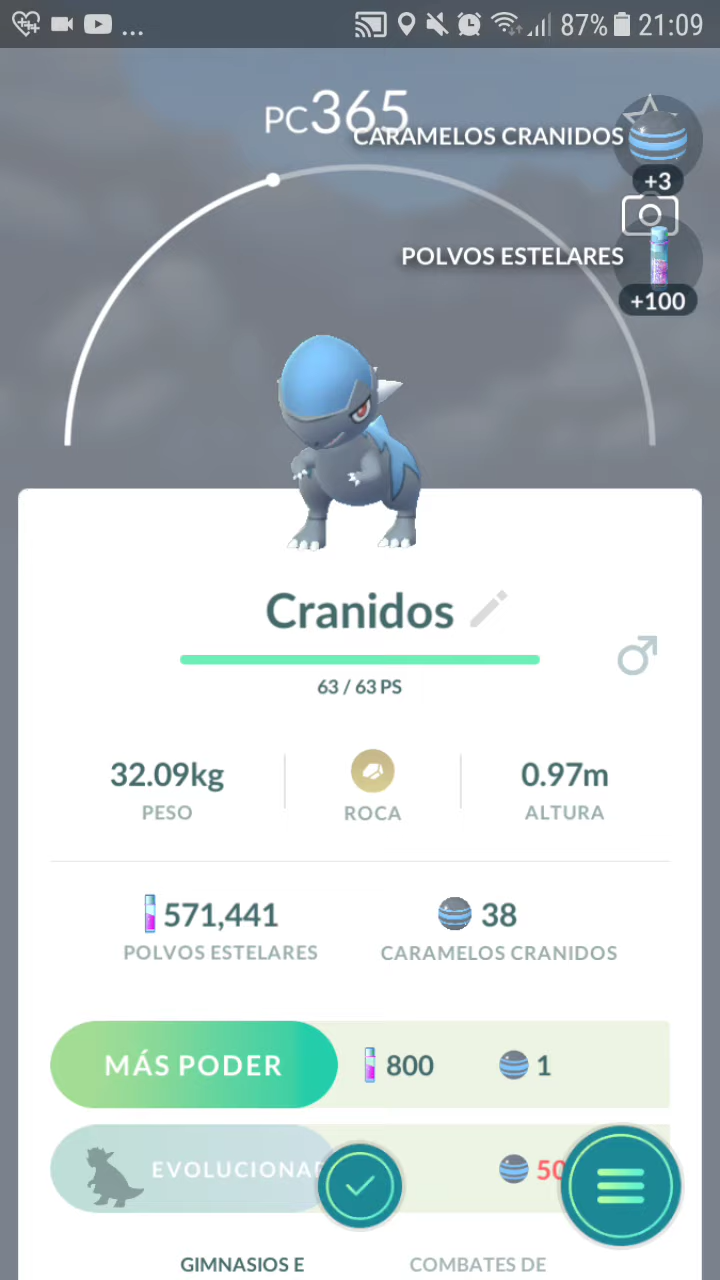 ... 87% 21:09
PC365
CARAMELOS CRANIDOS
+3
POLVOS ESTELARES
+100
Cranidos
63 / 63 PS
32.09kg
PESO
ROCA
0.97m
ALTURA
571,441
POLVOS ESTELARES
38
CARAMELOS CRANIDOS
MÁS PODER 800 1
EVOLUCIONAR 50
GIMNASIOS E
COMBATES DE